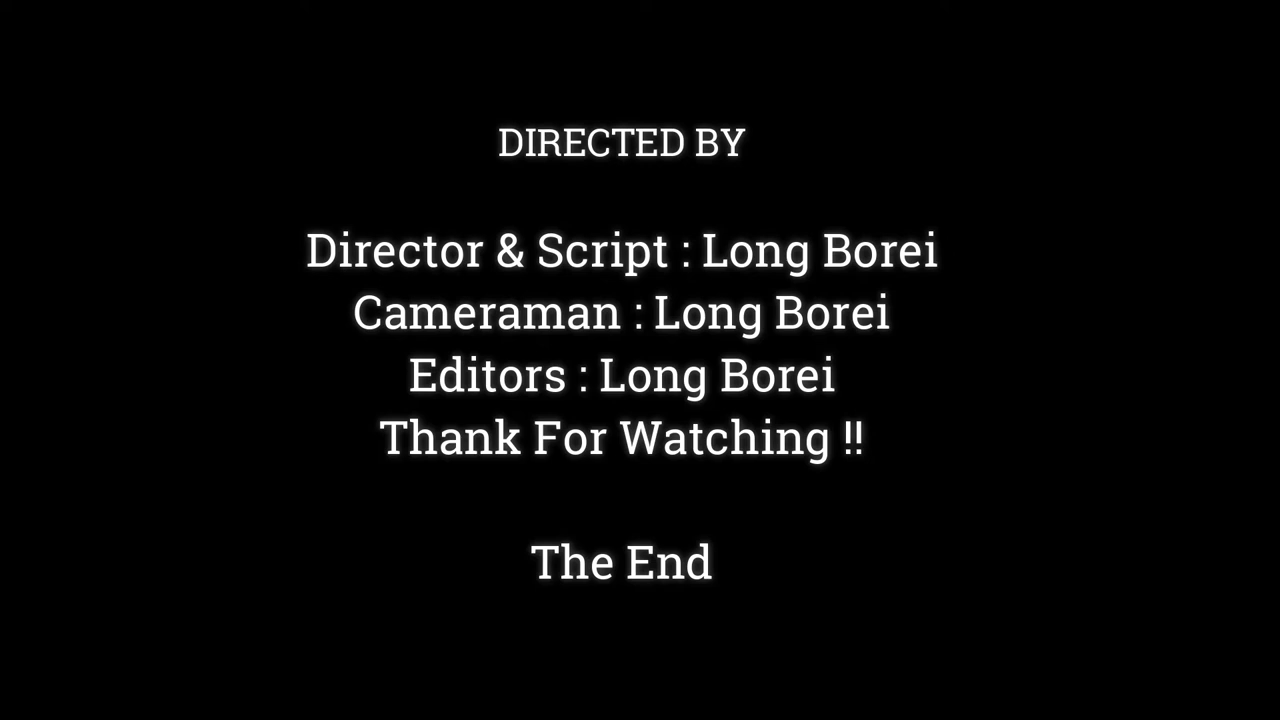 DIRECTED BY
Director & Script : Long Borei
Cameraman : Long Borei
Editors : Long Borei
Thank For Watching !!
The End